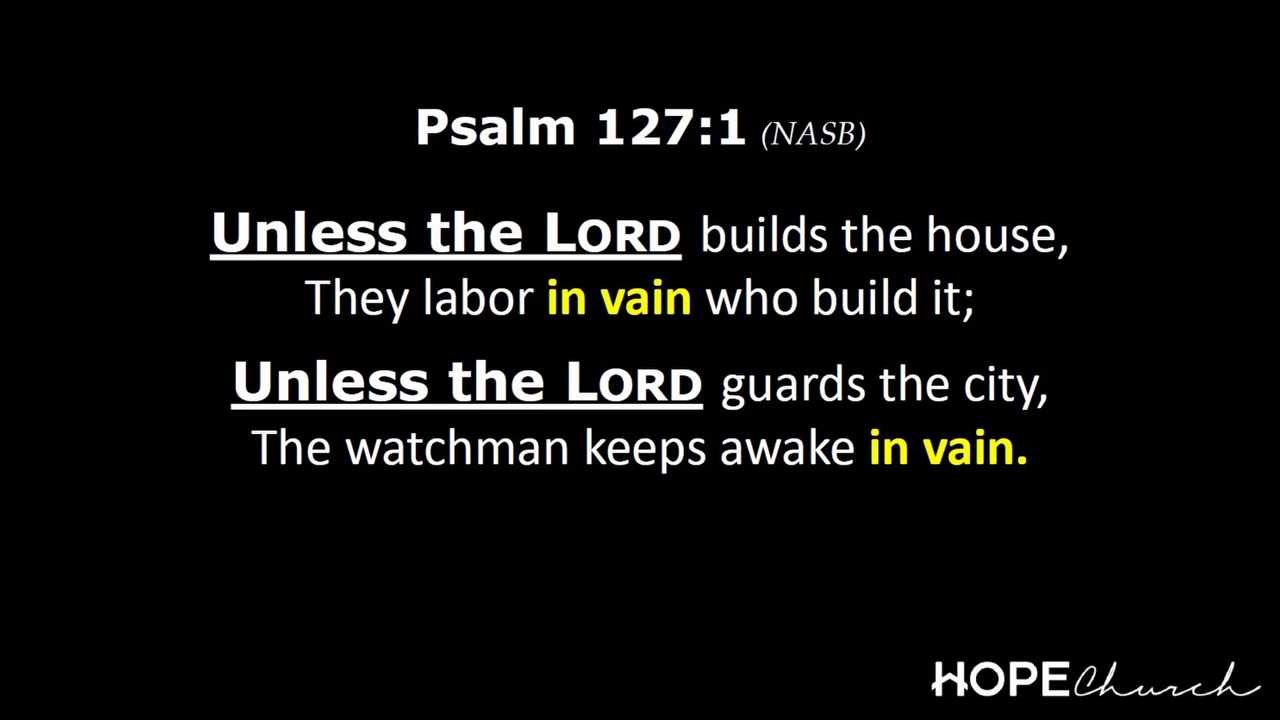 Psalm 127:1 (NASB)
Unless the LORD builds the house,
They labor in vain who build it;
Unless the LORD guards the city,
The watchman keeps awake in vain.
HOPE Church